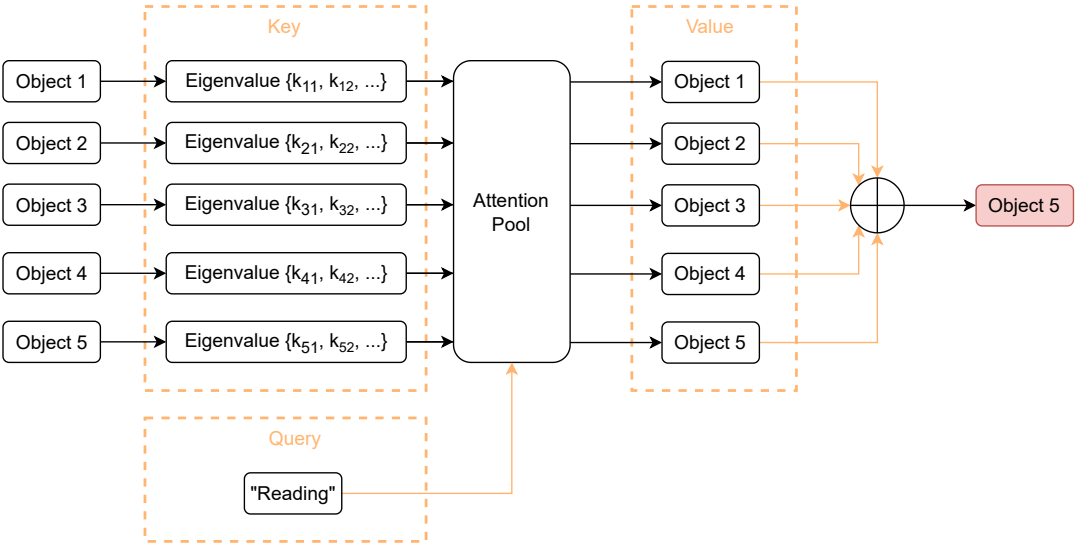 Key
Value
Object 1
Eigenvalue {k11, k12, ...}
Object 1
Object 2
Eigenvalue {k21, k22, ...}
Object 2
Object 3
Eigenvalue {k31, k32, ...}
Attention
Pool
Object 3
Object 5
Object 4
Eigenvalue {k41, k42, ...}
Object 4
Object 5
Eigenvalue {k51, k52, ...}
Object 5
Query
"Reading"